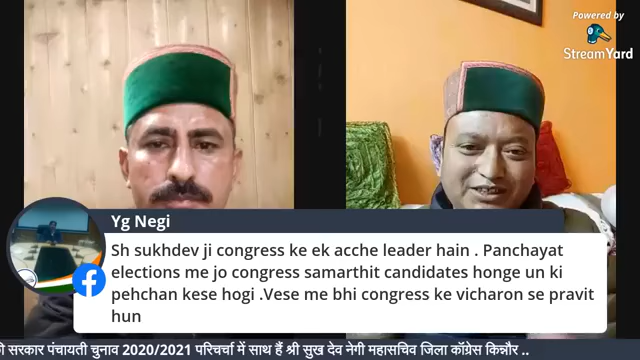 Powered by
StreamYard
Yg Negi
Sh sukhdev ji congress ke ek acche leader hain . Panchayat
elections me jo congress samarthit candidates honge un ki
pehchan kese hogi .Vese me bhi congress ke vicharon se pravit
hun
सरकार पंचायती चुनाव 2020/2021 परिचर्चा में साथ हैं श्री सुख देव नेगी महासचिव जिला कॉग्रेस किन्नौर ..